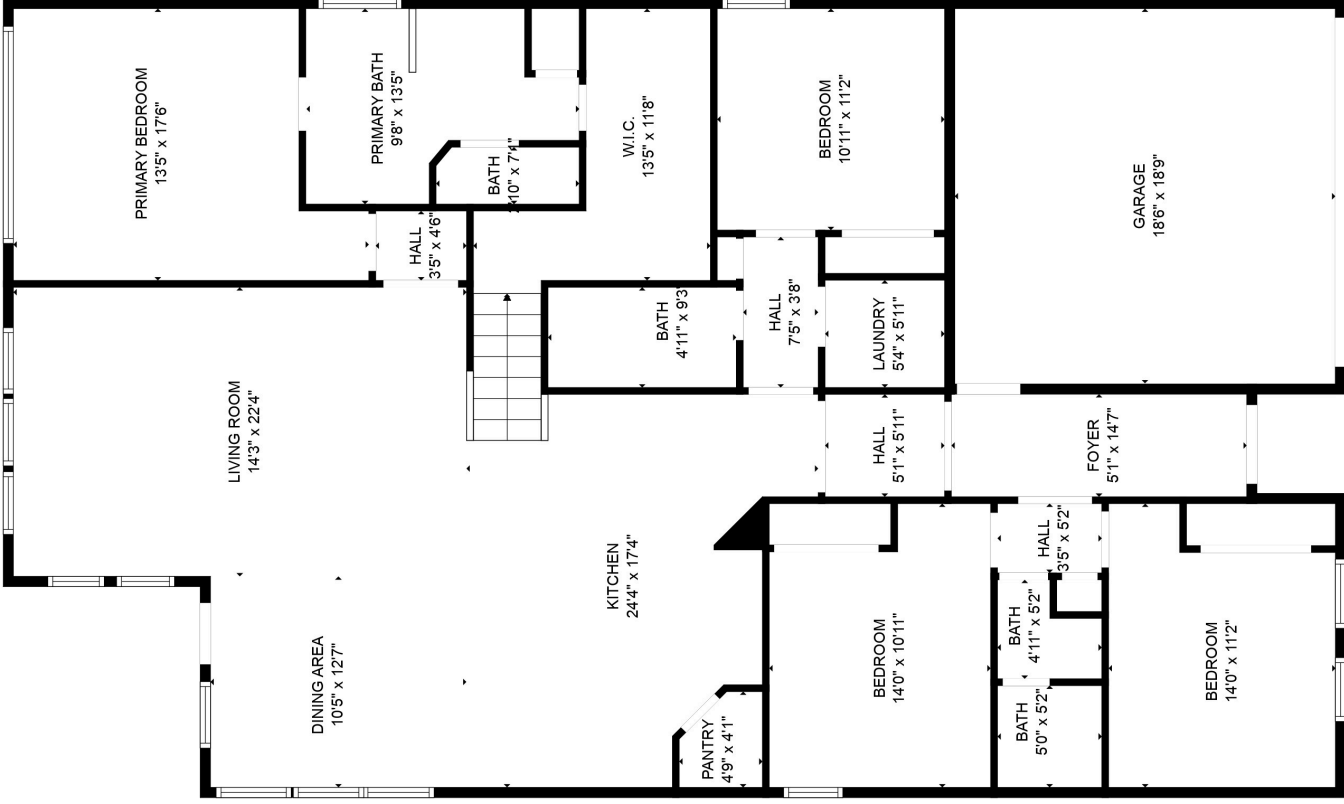 PRIMARY BEDROOM
13'5" x 17'6"
PRIMARY BATH
9'8" x 13'5"
BATH
10" x 7'1"
W.I.C.
13'5" x 11'8"
BEDROOM
10'11" x 11'2"
GARAGE
18'6" x 18'9"
HALL
3'5" x 4'6"
BATH
4'11" x 9'3"
HALL
7'5" x 3'8"
LAUNDRY
5'4" x 5'11"
LIVING ROOM
14'3" x 22'4"
HALL
5'1" x 5'11"
FOYER
5'1" x 14'7"
KITCHEN
24'4" x 17'4"
HALL
3'5" x 5'2"
BATH
4'11" x 5'2"
DINING AREA
10'5" x 12'7"
BEDROOM
14'0" x 10'11"
BEDROOM
14'0" x 11'2"
PANTRY
4'9" x 4'1"
BATH
5'0" x 5'2"